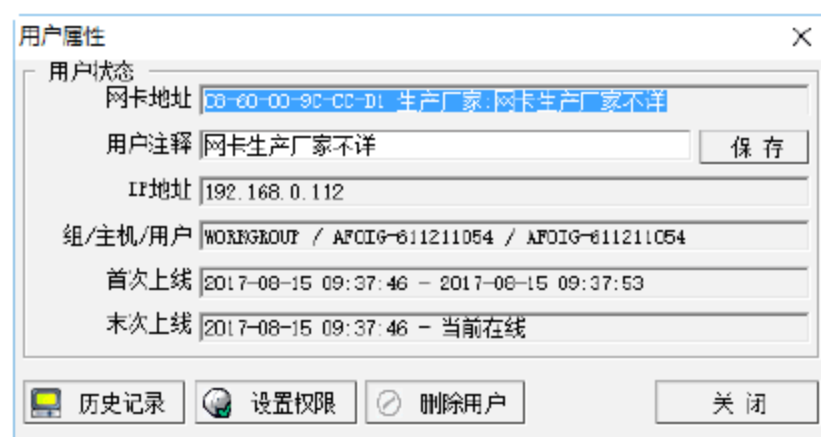 用户属性
用户状态
网卡地址 C8-60-00-9C-CC-D1 生产厂家:网卡生产厂家不详
用户注释 网卡生产厂家不详 保存
IP地址 192.168.0.112
组/主机/用户 WORKGROUP / AFOIG-611211054 / AFOIG-611211054
首次上线 2017-08-15 09:37:46 - 2017-08-15 09:37:53
末次上线 2017-08-15 09:37:46 - 当前在线
历史记录 设置权限 删除用户 关闭